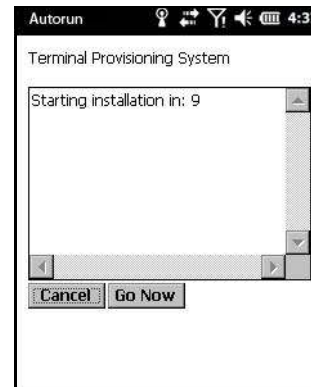 Autorun 4:3
Terminal Provisioning System
Starting installation in: 9
Cancel Go Now